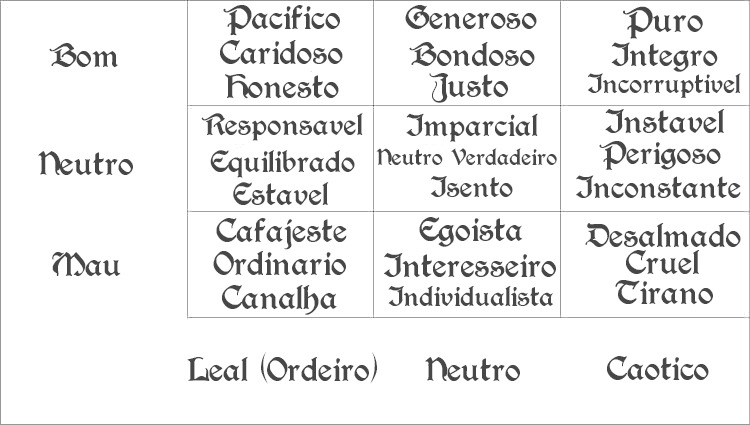 Bom
Pacifico
Caridoso
Honesto
Generoso
Bondoso
Justo
Puro
Integro
Incorruptivel
Neutro
Responsavel
Equilibrado
Estavel
Imparcial
Neutro Verdadeiro
Isento
Instavel
Perigoso
Inconstante
Mau
Cafajeste
Ordinario
Canalha
Egoista
Interesseiro
Individualista
Desalmado
Cruel
Tirano
Leal (Ordeiro)
Neutro
Caotico